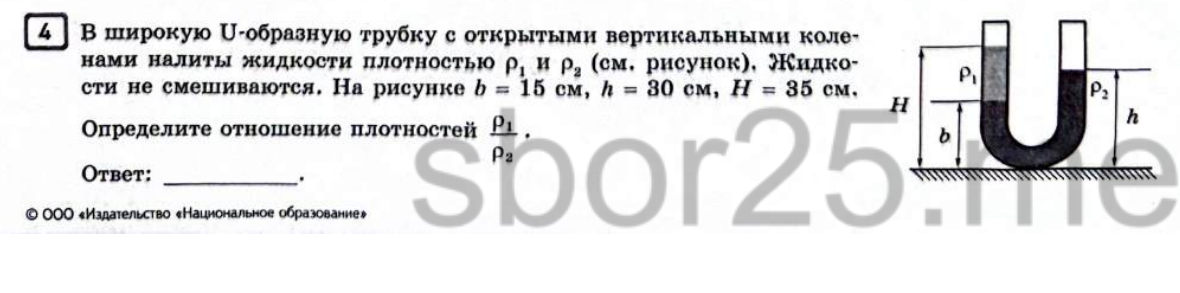 4 В широкую U-образную трубку с открытыми вертикальными коле-
нами налиты жидкости плотностью ρ₁ и ρ₂ (см. рисунок). Жидко-
сти не смешиваются. На рисунке b = 15 см, h = 30 см, H = 35 см.
Определите отношение плотностей ρ₁/ρ₂.
Ответ: ____________.
© ООО «Издательство «Национальное образование»
ρ₁
ρ₂
H
b
h
sbor25.me